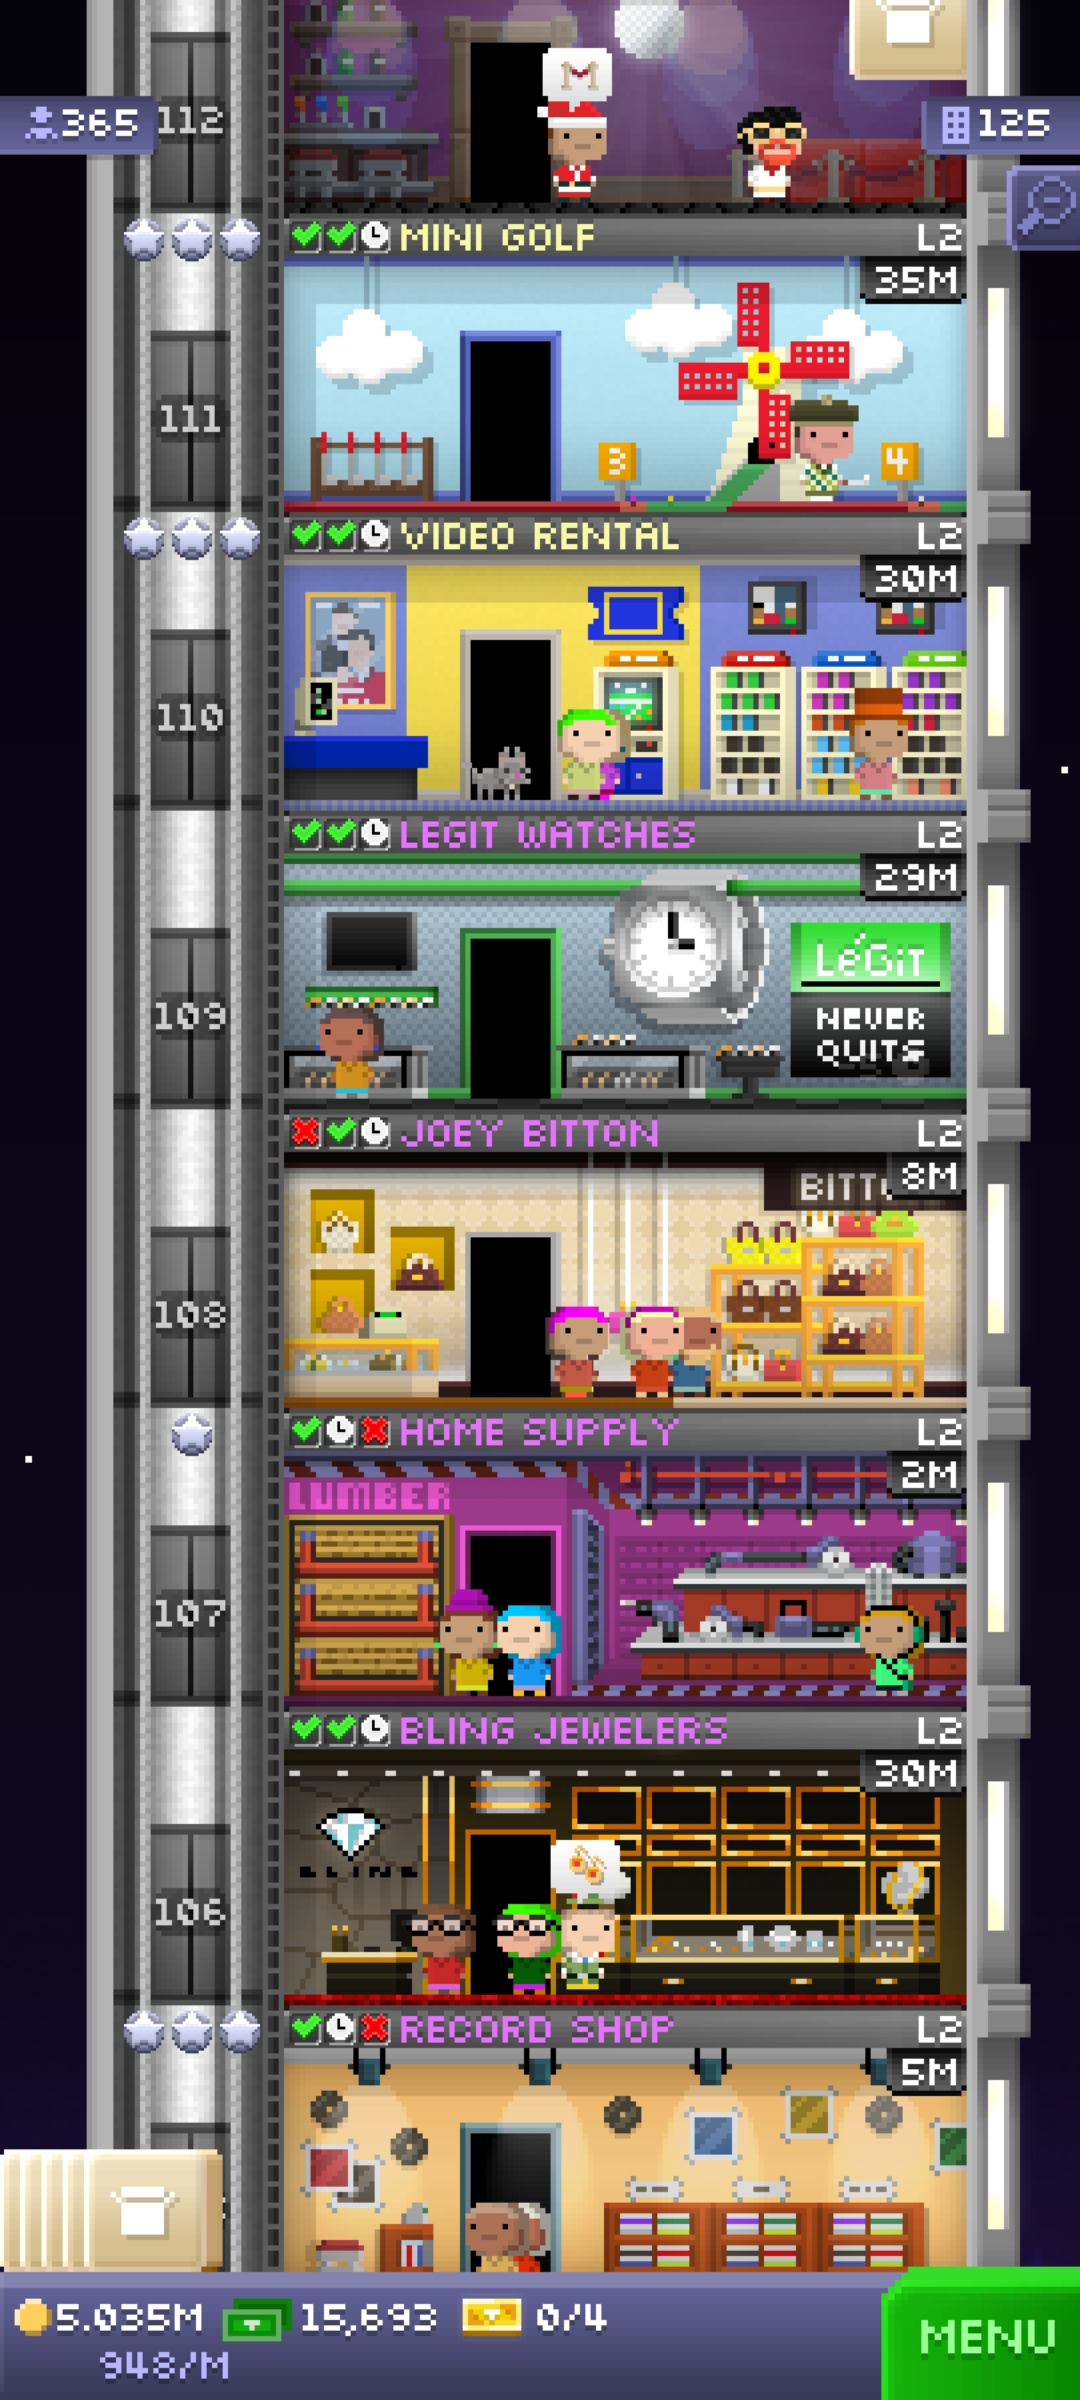 365
112
125
MINI GOLF
L2
35M
111
3
4
VIDEO RENTAL
L2
30M
110
LEGIT WATCHES
L2
29M
LéGiT
NEVER
QUITS
109
JOEY BITTON
L2
8M
108
HOME SUPPLY
L2
2M
LUMBER
107
BLING JEWELERS
L2
30M
BLING
106
RECORD SHOP
L2
5M
5.035M
15,693
0/4
948/M
MENU